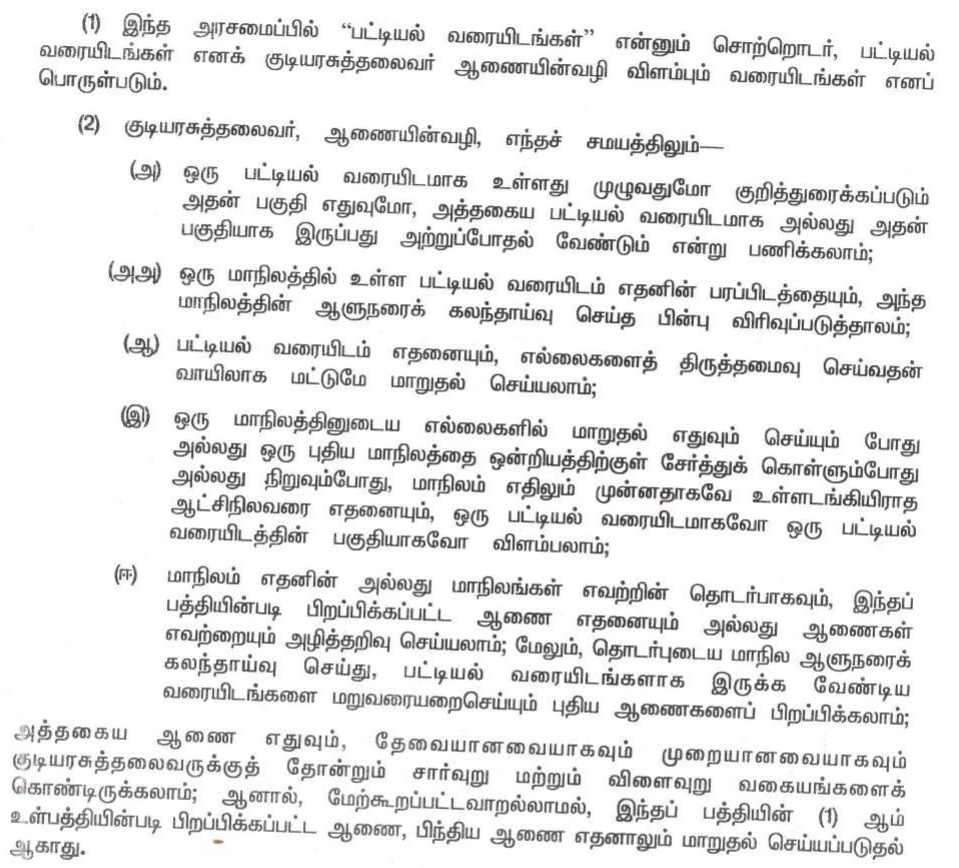 (1) இந்த அரசமைப்பில் “பட்டியல் வரையிடங்கள்” என்னும் சொற்றொடர், பட்டியல்
வரையிடங்கள் எனக் குடியரசுத்தலைவர் ஆணையின்வழி விளம்பும் வரையிடங்கள் எனப்
பொருள்படும்.
(2) குடியரசுத்தலைவர், ஆணையின்வழி, எந்தச் சமயத்திலும்—
(அ) ஒரு பட்டியல் வரையிடமாக உள்ளது முழுவதுமோ குறித்துரைக்கப்படும்
அதன் பகுதி எதுவுமோ, அத்தகைய பட்டியல் வரையிடமாக அல்லது அதன்
பகுதியாக இருப்பது அற்றுப்போதல் வேண்டும் என்று பணிக்கலாம்;
(அஅ) ஒரு மாநிலத்தில் உள்ள பட்டியல் வரையிடம் எதனின் பரப்பிடத்தையும், அந்த
மாநிலத்தின் ஆளுநரைக் கலந்தாய்வு செய்த பின்பு விரிவுப்படுத்தாலம்;
(ஆ) பட்டியல் வரையிடம் எதனையும், எல்லைகளைத் திருத்தமைவு செய்வதன்
வாயிலாக மட்டுமே மாறுதல் செய்யலாம்;
(இ) ஒரு மாநிலத்தினுடைய எல்லைகளில் மாறுதல் எதுவும் செய்யும் போது
அல்லது ஒரு புதிய மாநிலத்தை ஒன்றியத்திற்குள் சேர்த்துக் கொள்ளும்போது
அல்லது நிறுவும்போது, மாநிலம் எதிலும் முன்னதாகவே உள்ளடங்கியிராத
ஆட்சிநிலவரை எதனையும், ஒரு பட்டியல் வரையிடமாகவோ ஒரு பட்டியல்
வரையிடத்தின் பகுதியாகவோ விளம்பலாம்;
(ஈ) மாநிலம் எதனின் அல்லது மாநிலங்கள் எவற்றின் தொடர்பாகவும், இந்தப்
பத்தியின்படி பிறப்பிக்கப்பட்ட ஆணை எதனையும் அல்லது ஆணைகள்
எவற்றையும் அழித்தறிவு செய்யலாம்; மேலும், தொடர்புடைய மாநில ஆளுநரைக்
கலந்தாய்வு செய்து, பட்டியல் வரையிடங்களாக இருக்க வேண்டிய
வரையிடங்களை மறுவரையறைசெய்யும் புதிய ஆணைகளைப் பிறப்பிக்கலாம்;
அத்தகைய ஆணை எதுவும், தேவையானவையாகவும் முறையானவையாகவும்
குடியரசுத்தலைவருக்குத் தோன்றும் சார்வுறு மற்றும் விளைவுறு வகையங்களைக்
கொண்டிருக்கலாம்; ஆனால், மேற்கூறப்பட்டவாறல்லாமல், இந்தப் பத்தியின் (1) ஆம்
உள்பத்தியின்படி பிறப்பிக்கப்பட்ட ஆணை, பிந்திய ஆணை எதனாலும் மாறுதல் செய்யப்படுதல்
ஆகாது.